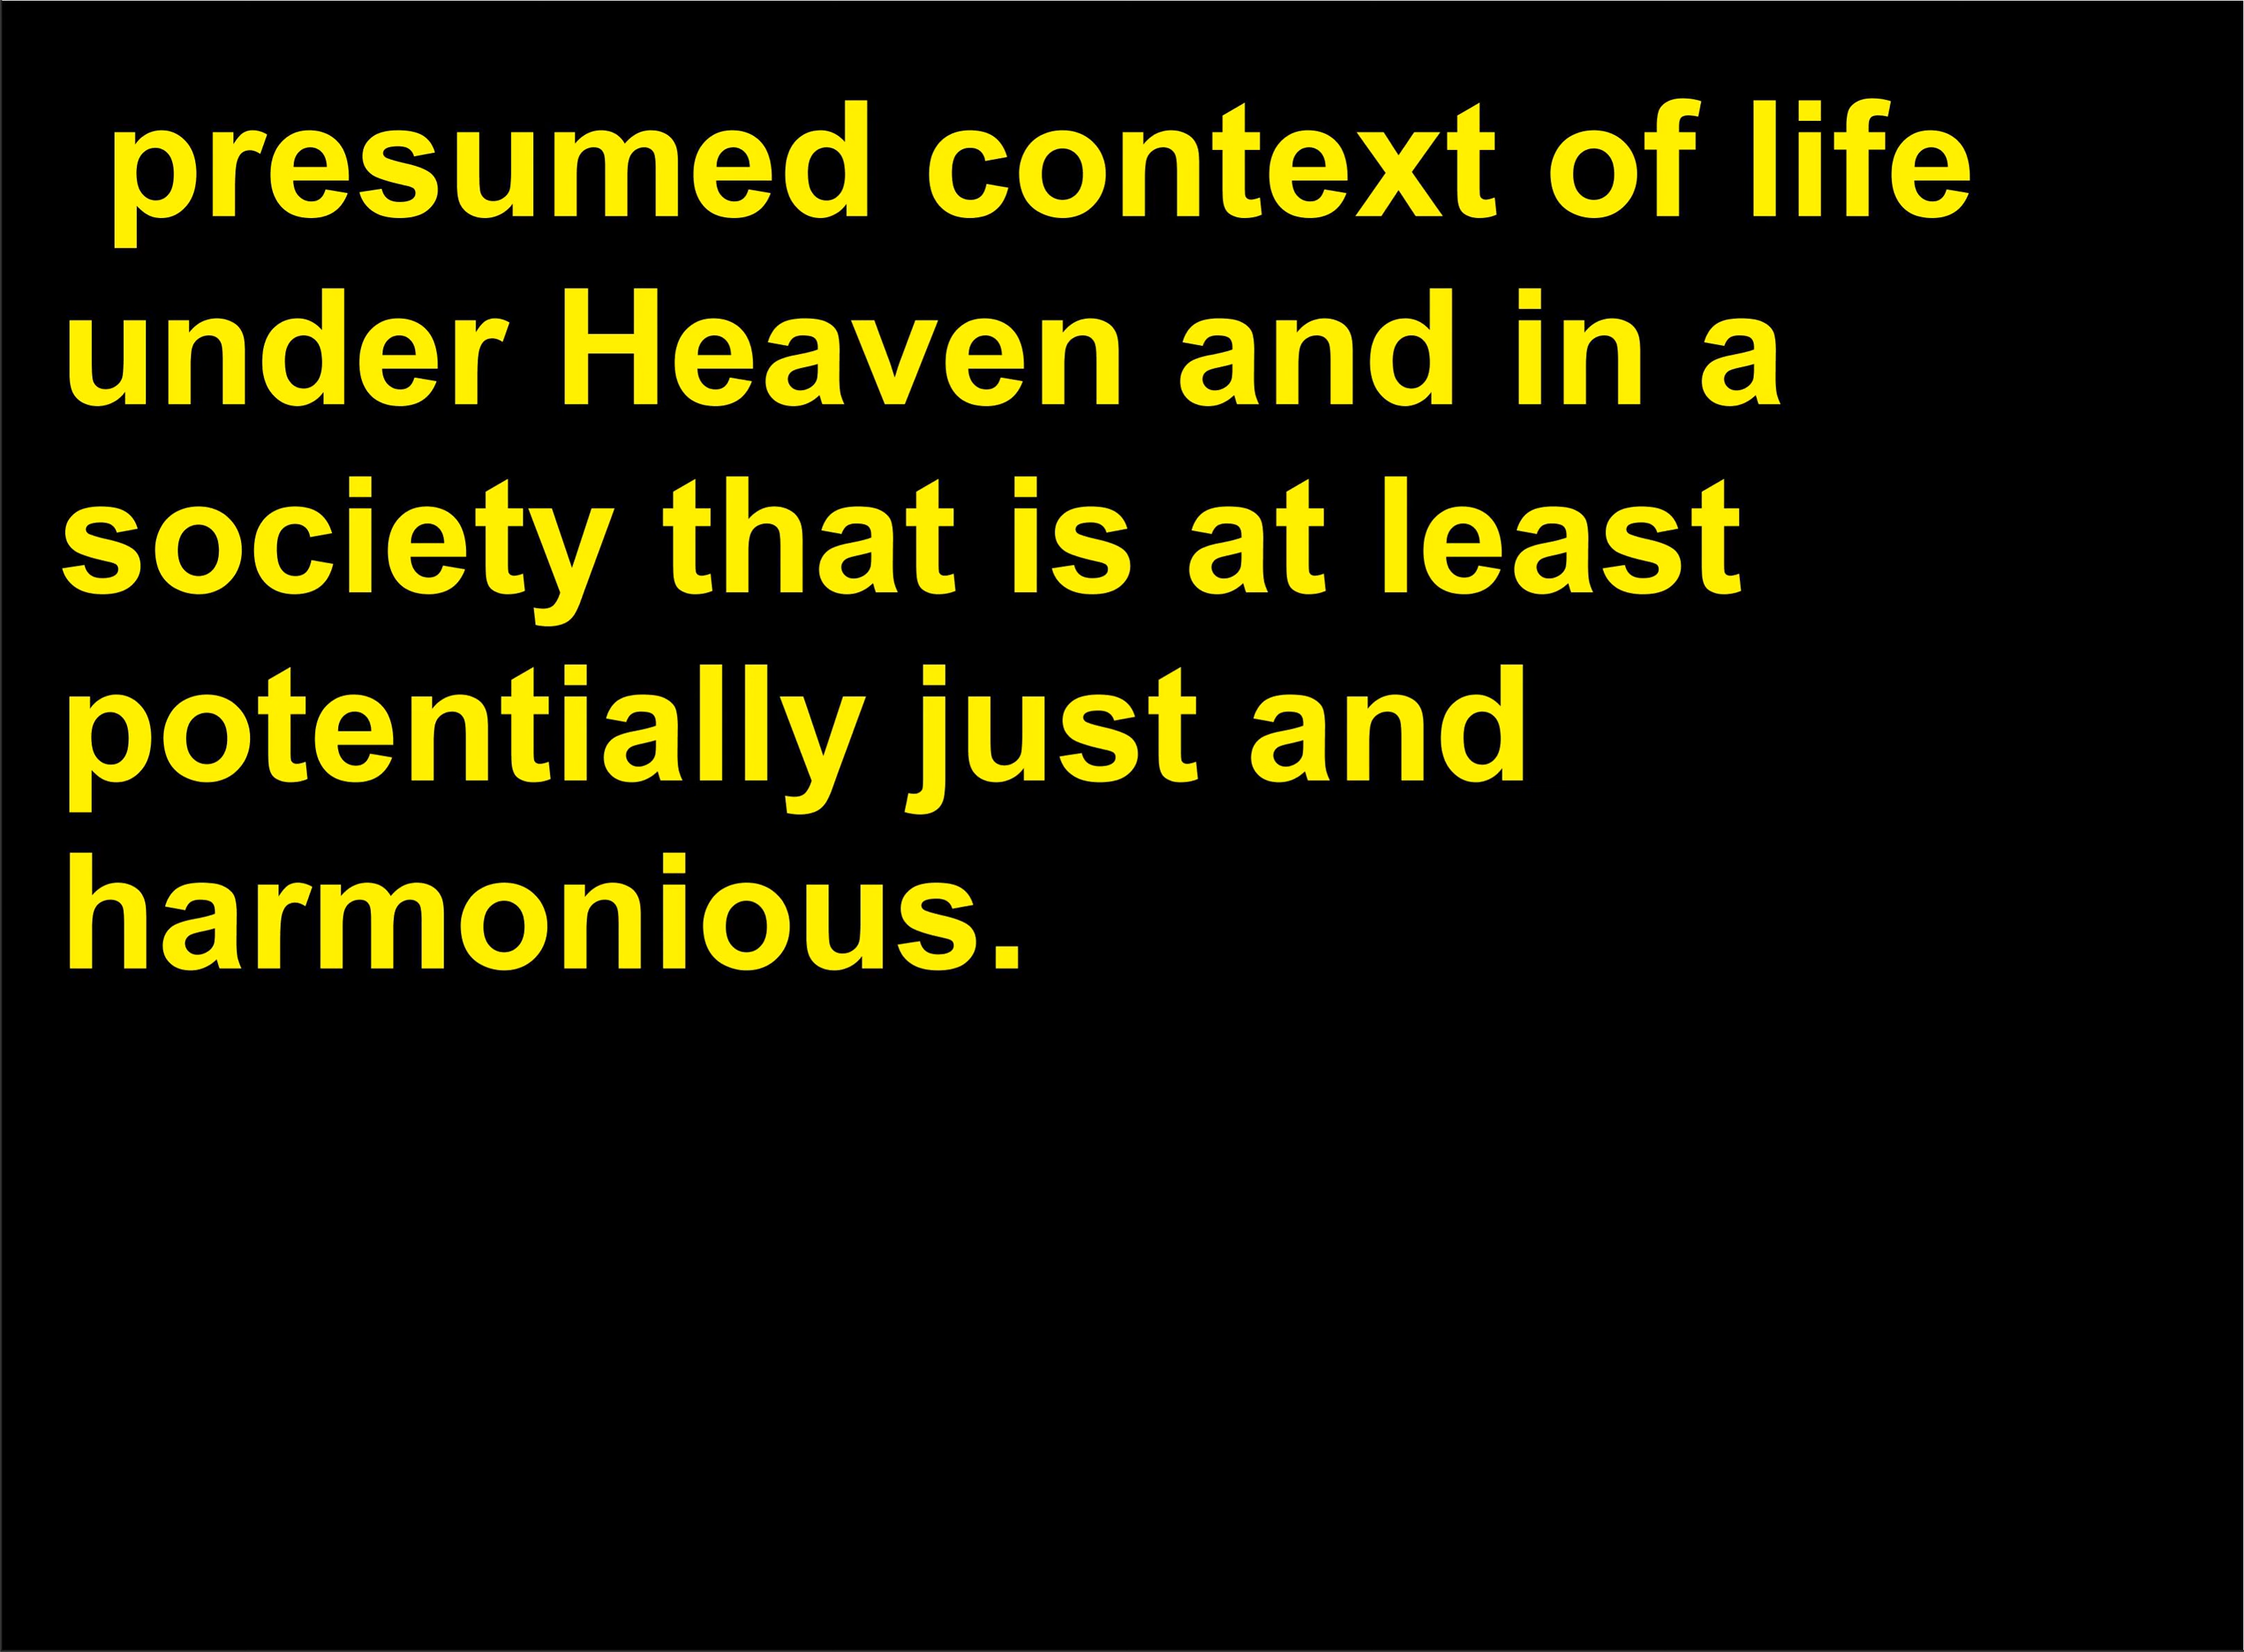 presumed context of life
under Heaven and in a
society that is at least
potentially just and
harmonious.